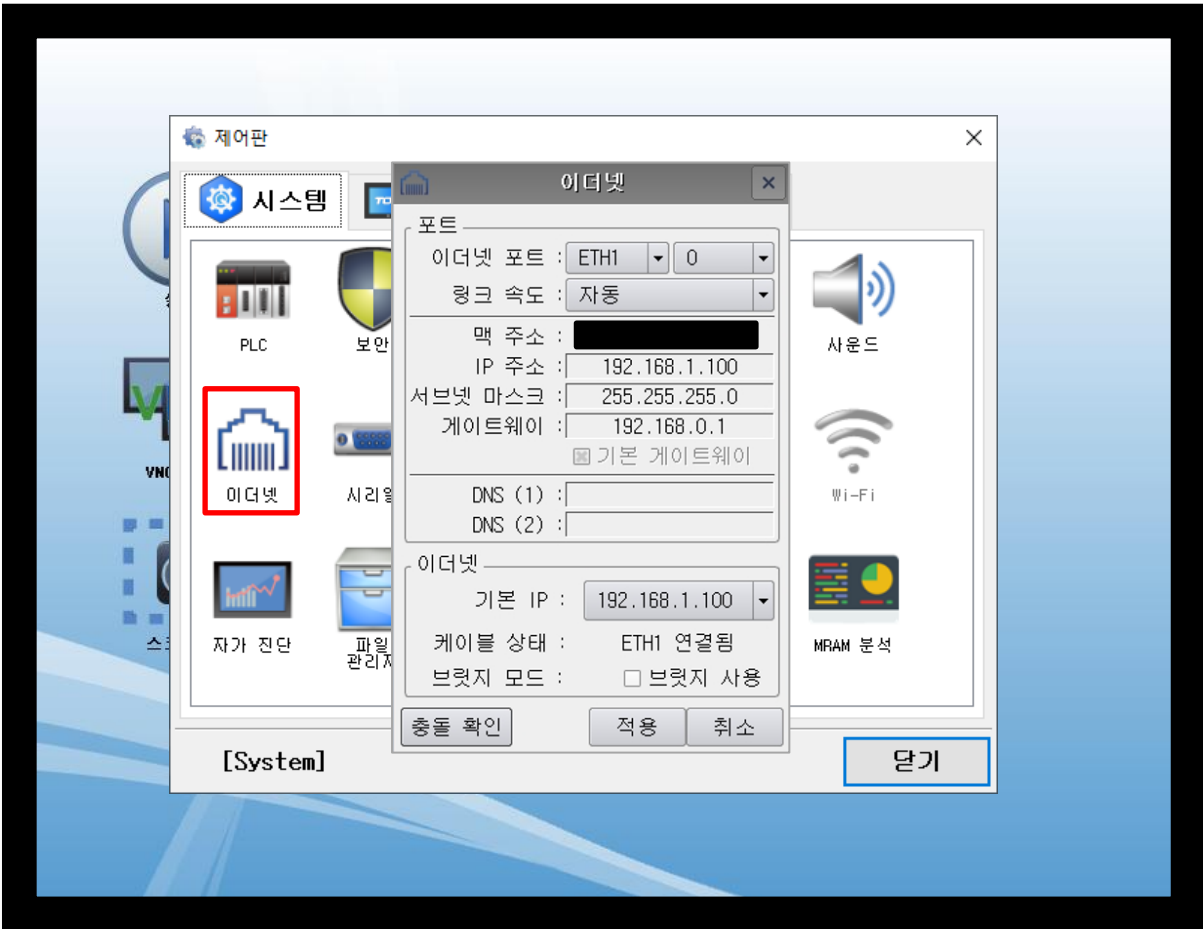 제어판
시스템
이더넷
포트
이더넷 포트 : ETH1 0
링크 속도 : 자동
맥 주소 :
IP 주소 : 192.168.1.100
서브넷 마스크 : 255.255.255.0
게이트웨이 : 192.168.0.1
기본 게이트웨이
DNS (1) :
DNS (2) :
이더넷
기본 IP : 192.168.1.100
케이블 상태 : ETH1 연결됨
브릿지 모드 : 브릿지 사용
충돌 확인 적용 취소
PLC 보안 사운드
이더넷 Wi-Fi
자가 진단 파일 MRAM 분석
[System] 닫기